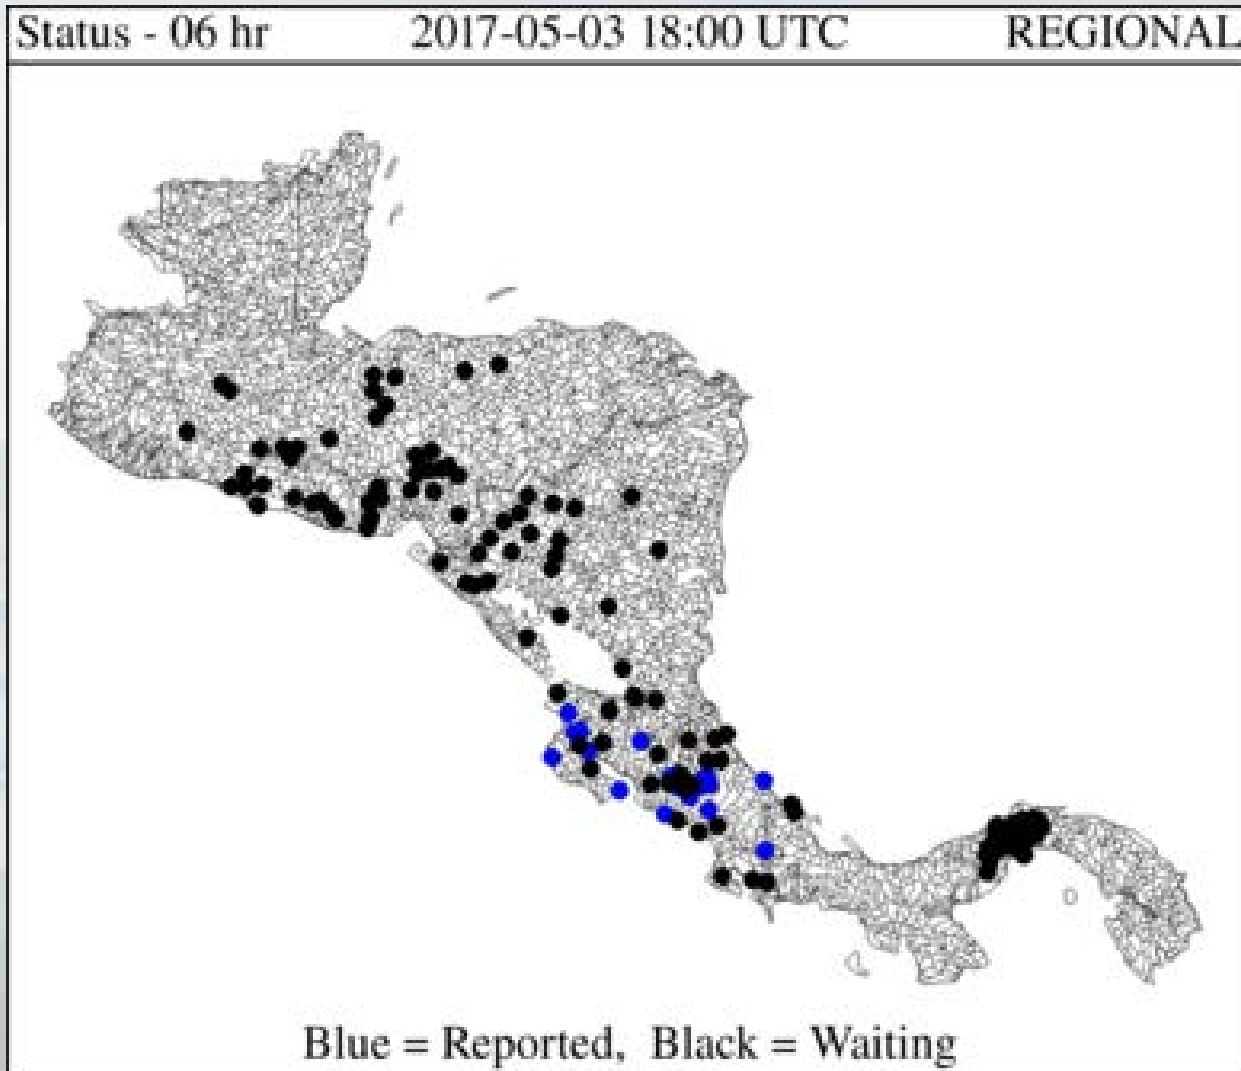 Status - 06 hr 2017-05-03 18:00 UTC REGIONAL
Blue = Reported, Black = Waiting